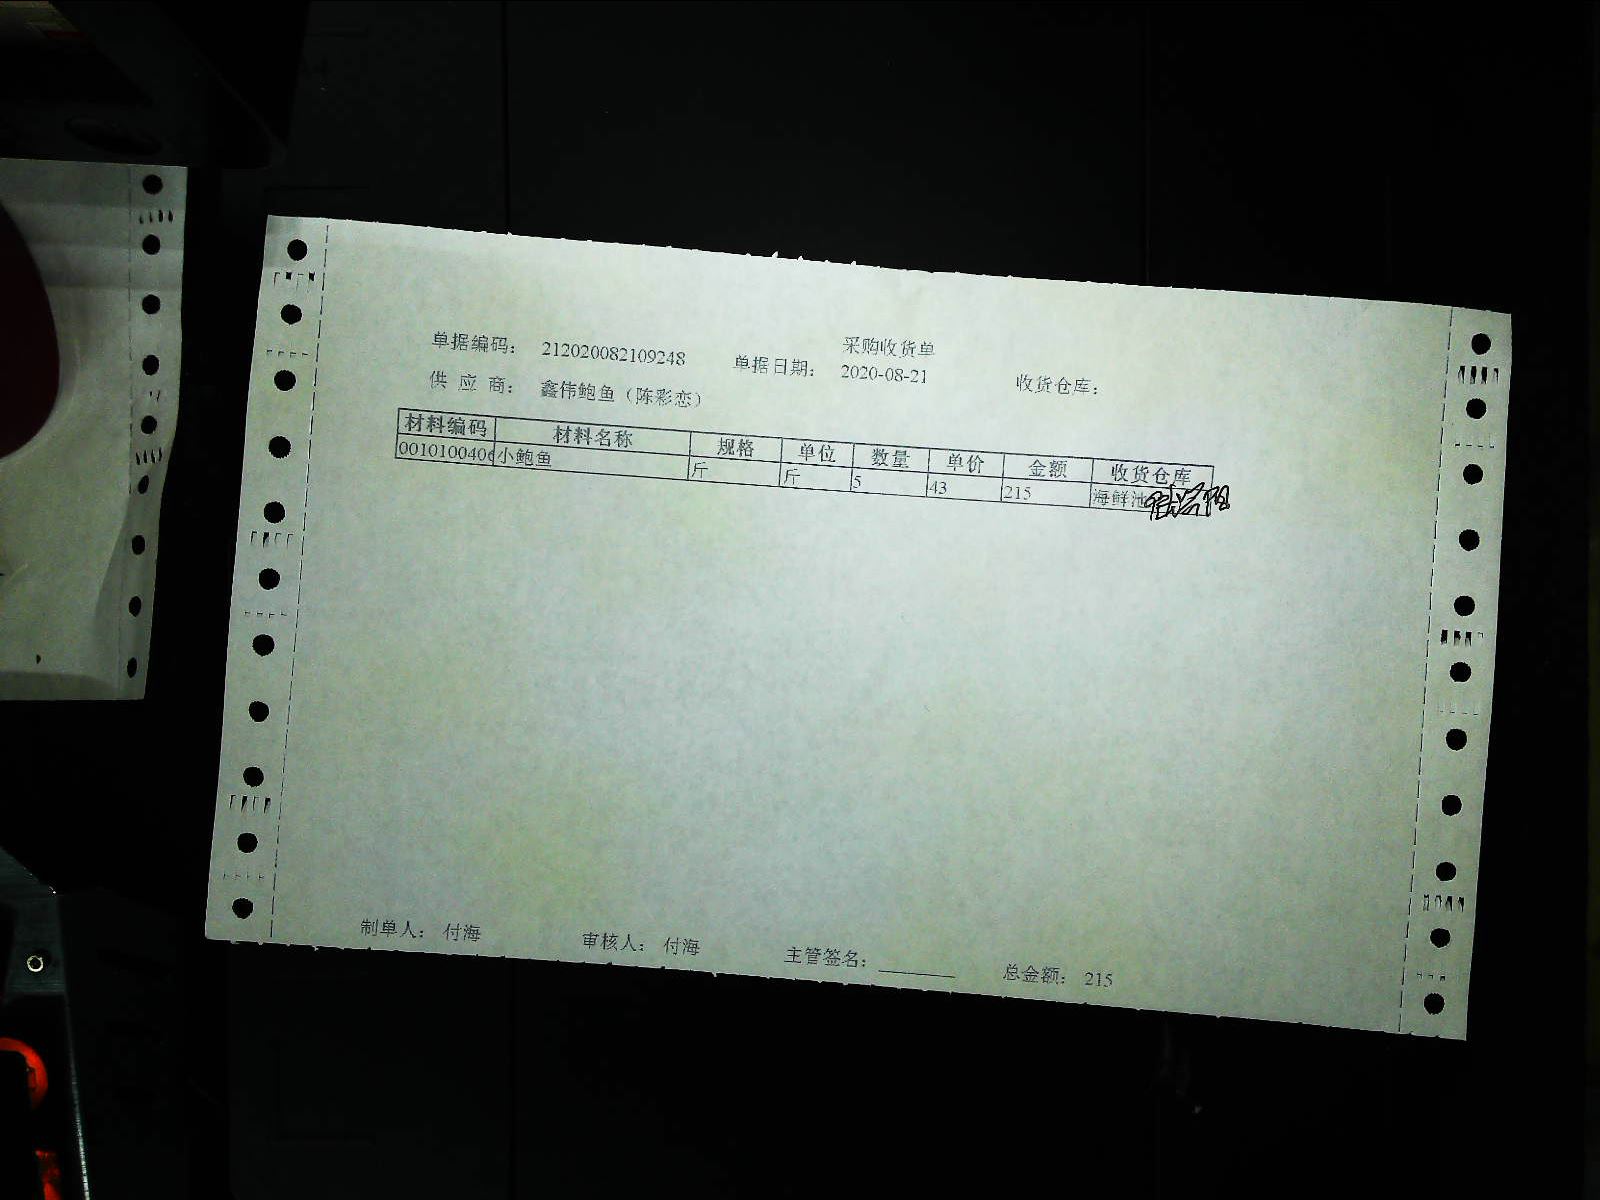 采购收货单
单据编码： 212020082109248 单据日期： 2020-08-21 收货仓库：
供 应 商： 鑫伟鲍鱼（陈彩恋）
材料编码 材料名称 规格 单位 数量 单价 金额 收货仓库
0010100406 小鲍鱼 斤 斤 5 43 215 海鲜池
制单人： 付海 审核人： 付海 主管签名： 总金额： 215